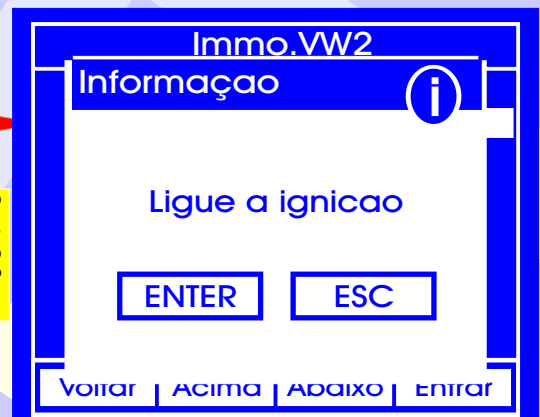 Immo.VW2
Informaçao
i
Ligue a ignicao
ENTER ESC
Voltar Acima Abaixo Entrar